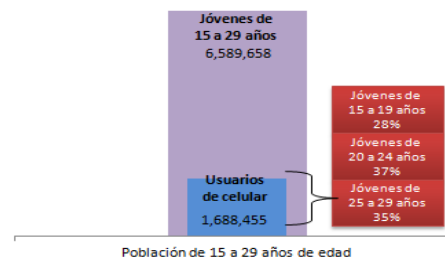 Jóvenes de
15 a 29 años
6,589,658
Usuarios
de celular
1,688,455
Jóvenes de
15 a 19 años
28%
Jóvenes de
20 a 24 años
37%
Jóvenes de
25 a 29 años
35%
Población de 15 a 29 años de edad